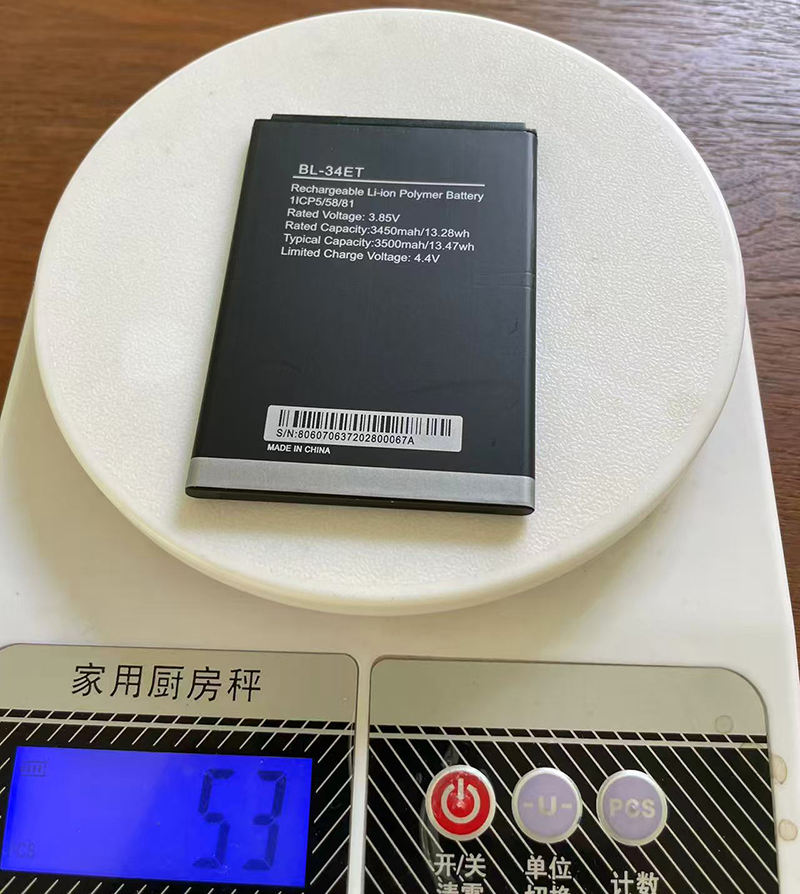 BL-34ET
Rechargeable Li-ion Polymer Battery
1ICP5/58/81
Rated Voltage: 3.85V
Rated Capacity:3450mah/13.28wh
Typical Capacity:3500mah/13.47wh
Limited Charge Voltage: 4.4V
S/N:806070637202800067A
MADE IN CHINA
家用厨房秤
53
-U-
PCS
开/关
单位
计数